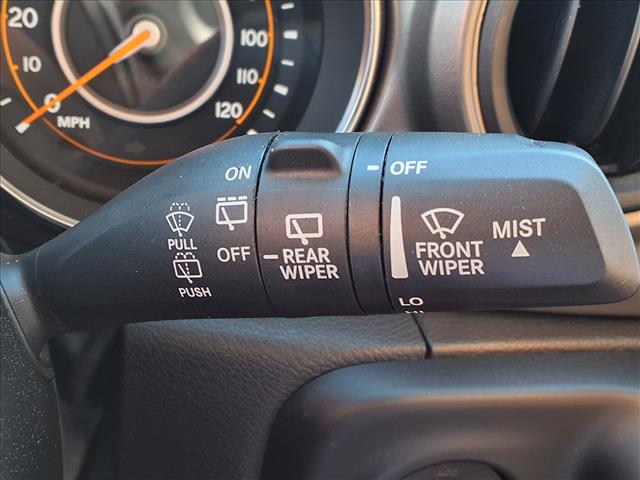 20
10
0
MPH
100
110
120
ON
OFF
PULL
PUSH
REAR
WIPER
OFF
FRONT
WIPER
MIST
LO